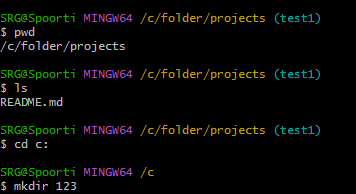 SRG@Spoorti MINGW64 /c/folder/projects (test1)
$ pwd
/c/folder/projects
SRG@Spoorti MINGW64 /c/folder/projects (test1)
$ ls
README.md
SRG@Spoorti MINGW64 /c/folder/projects (test1)
$ cd c:
SRG@Spoorti MINGW64 /c
$ mkdir 123